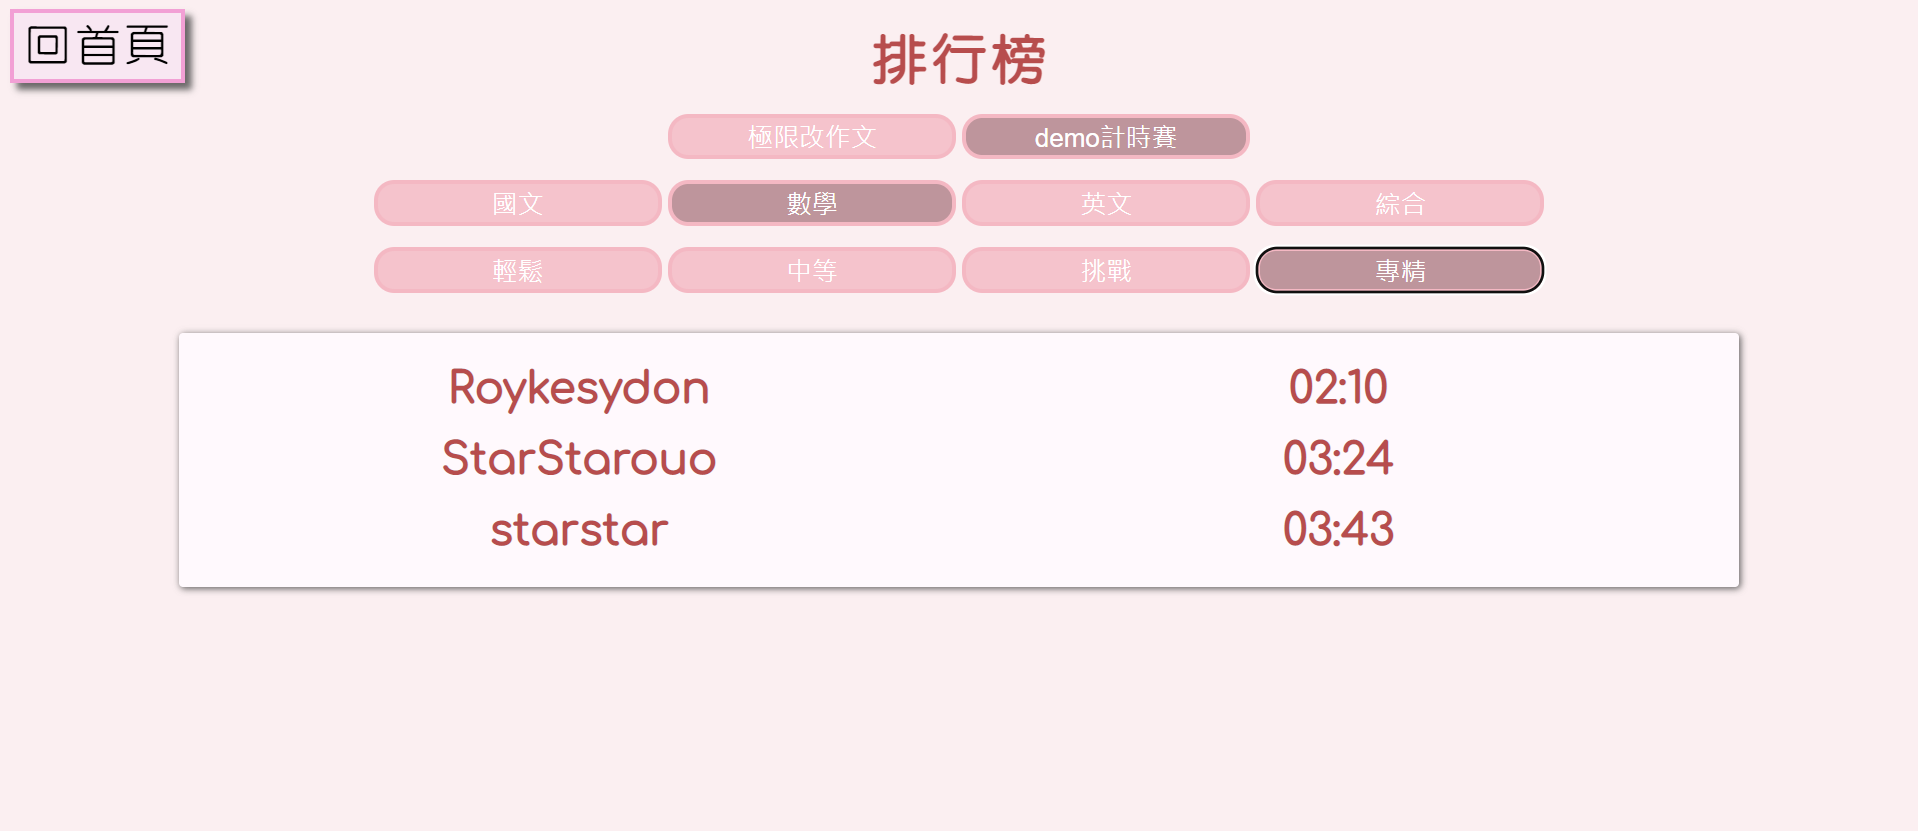 回首頁
排行榜
極限改作文 demo計時賽
國文 數學 英文 綜合
輕鬆 中等 挑戰 專精
Roykesydon 02:10
StarStarouo 03:24
starstar 03:43